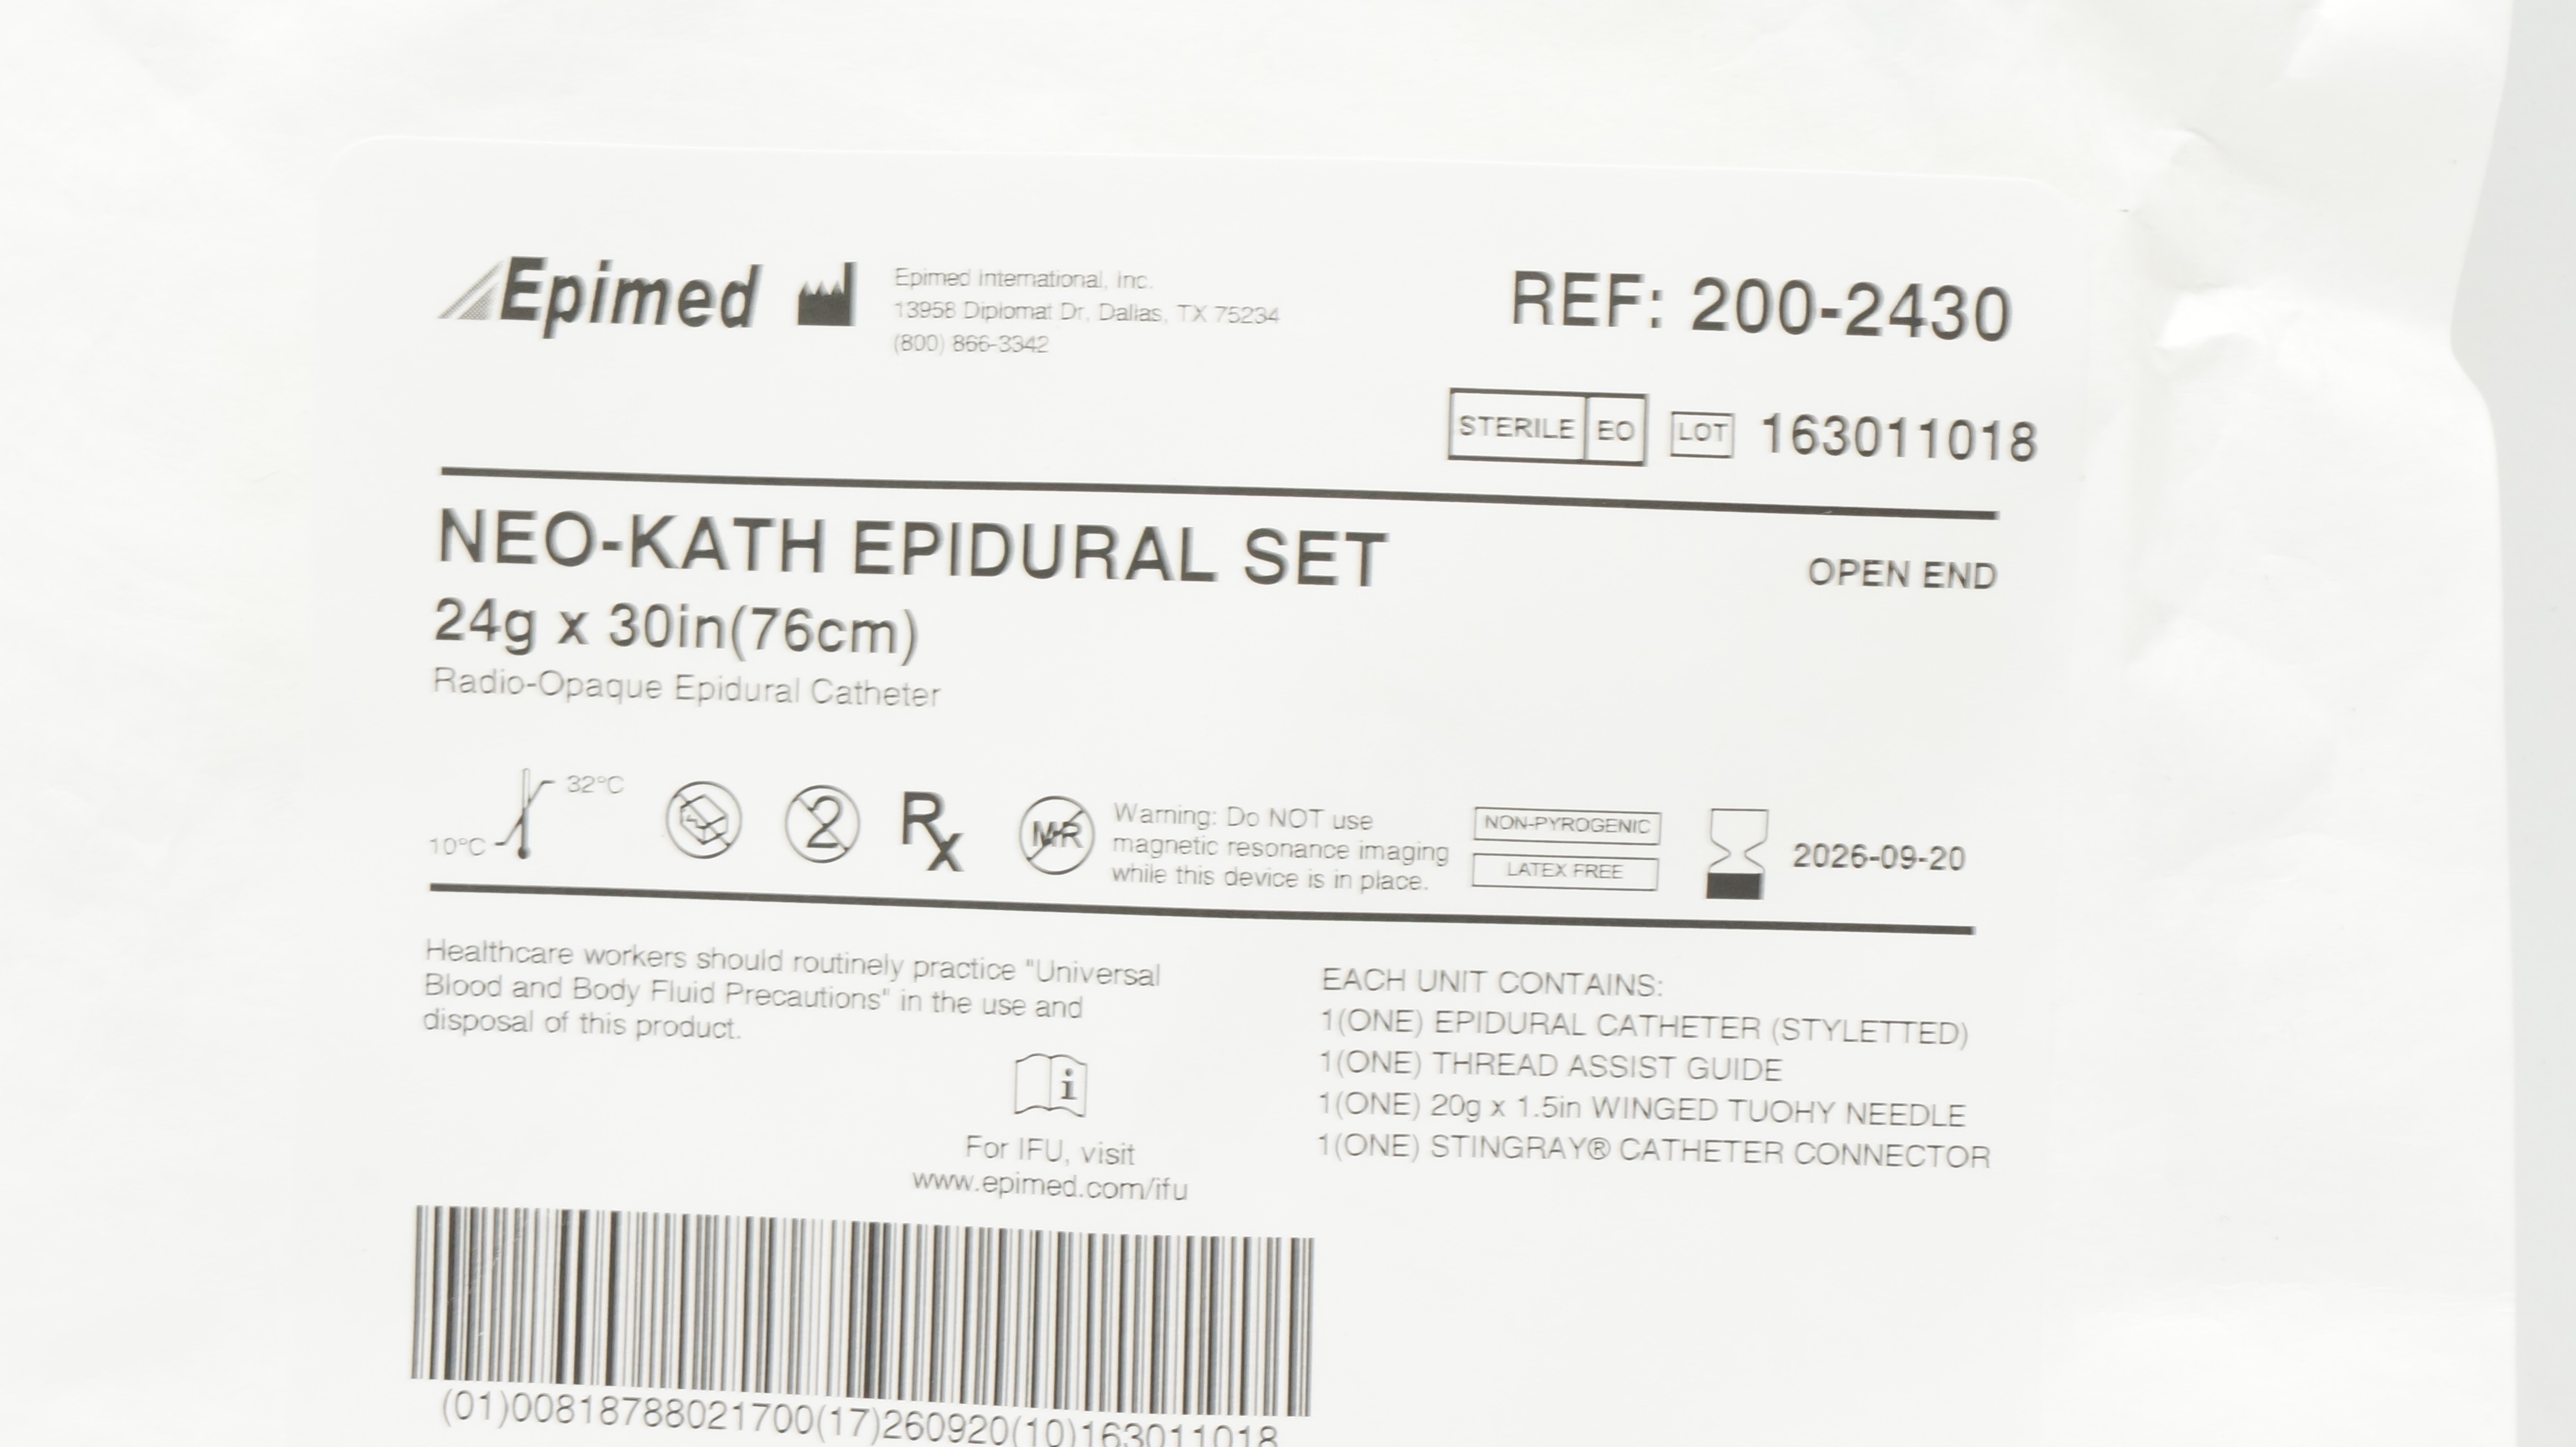 Epimed
Epimed International, Inc.
13958 Diplomat Dr. Dallas, TX 75234
(800) 866-3342
REF: 200-2430
STERILE EO LOT 163011018
NEO-KATH EPIDURAL SET
OPEN END
24g x 30in(76cm)
Radio-Opaque Epidural Catheter
32°C
10°C
2
Rx
MR
Warning: Do NOT use
magnetic resonance imaging
while this device is in place.
NON-PYROGENIC
LATEX FREE
2026-09-20
Healthcare workers should routinely practice "Universal
Blood and Body Fluid Precautions" in the use and
disposal of this product.
i
For IFU, visit
www.epimed.com/ifu
EACH UNIT CONTAINS:
1(ONE) EPIDURAL CATHETER (STYLETTED)
1(ONE) THREAD ASSIST GUIDE
1(ONE) 20g x 1.5in WINGED TUOHY NEEDLE
1(ONE) STINGRAY® CATHETER CONNECTOR
(01)00818788021700(17)260920(10)163011018